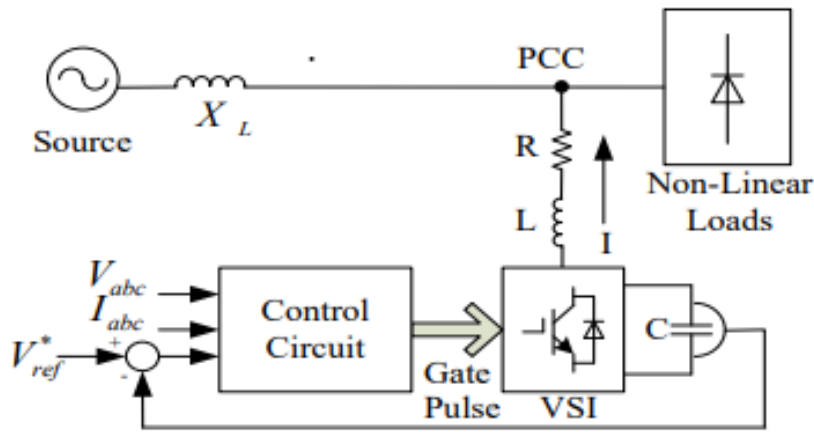 PCC
Source
X L
R
L
I
Non-Linear
Loads
V abc
I abc
V* ref
+
-
Control
Circuit
Gate
Pulse
VSI
C